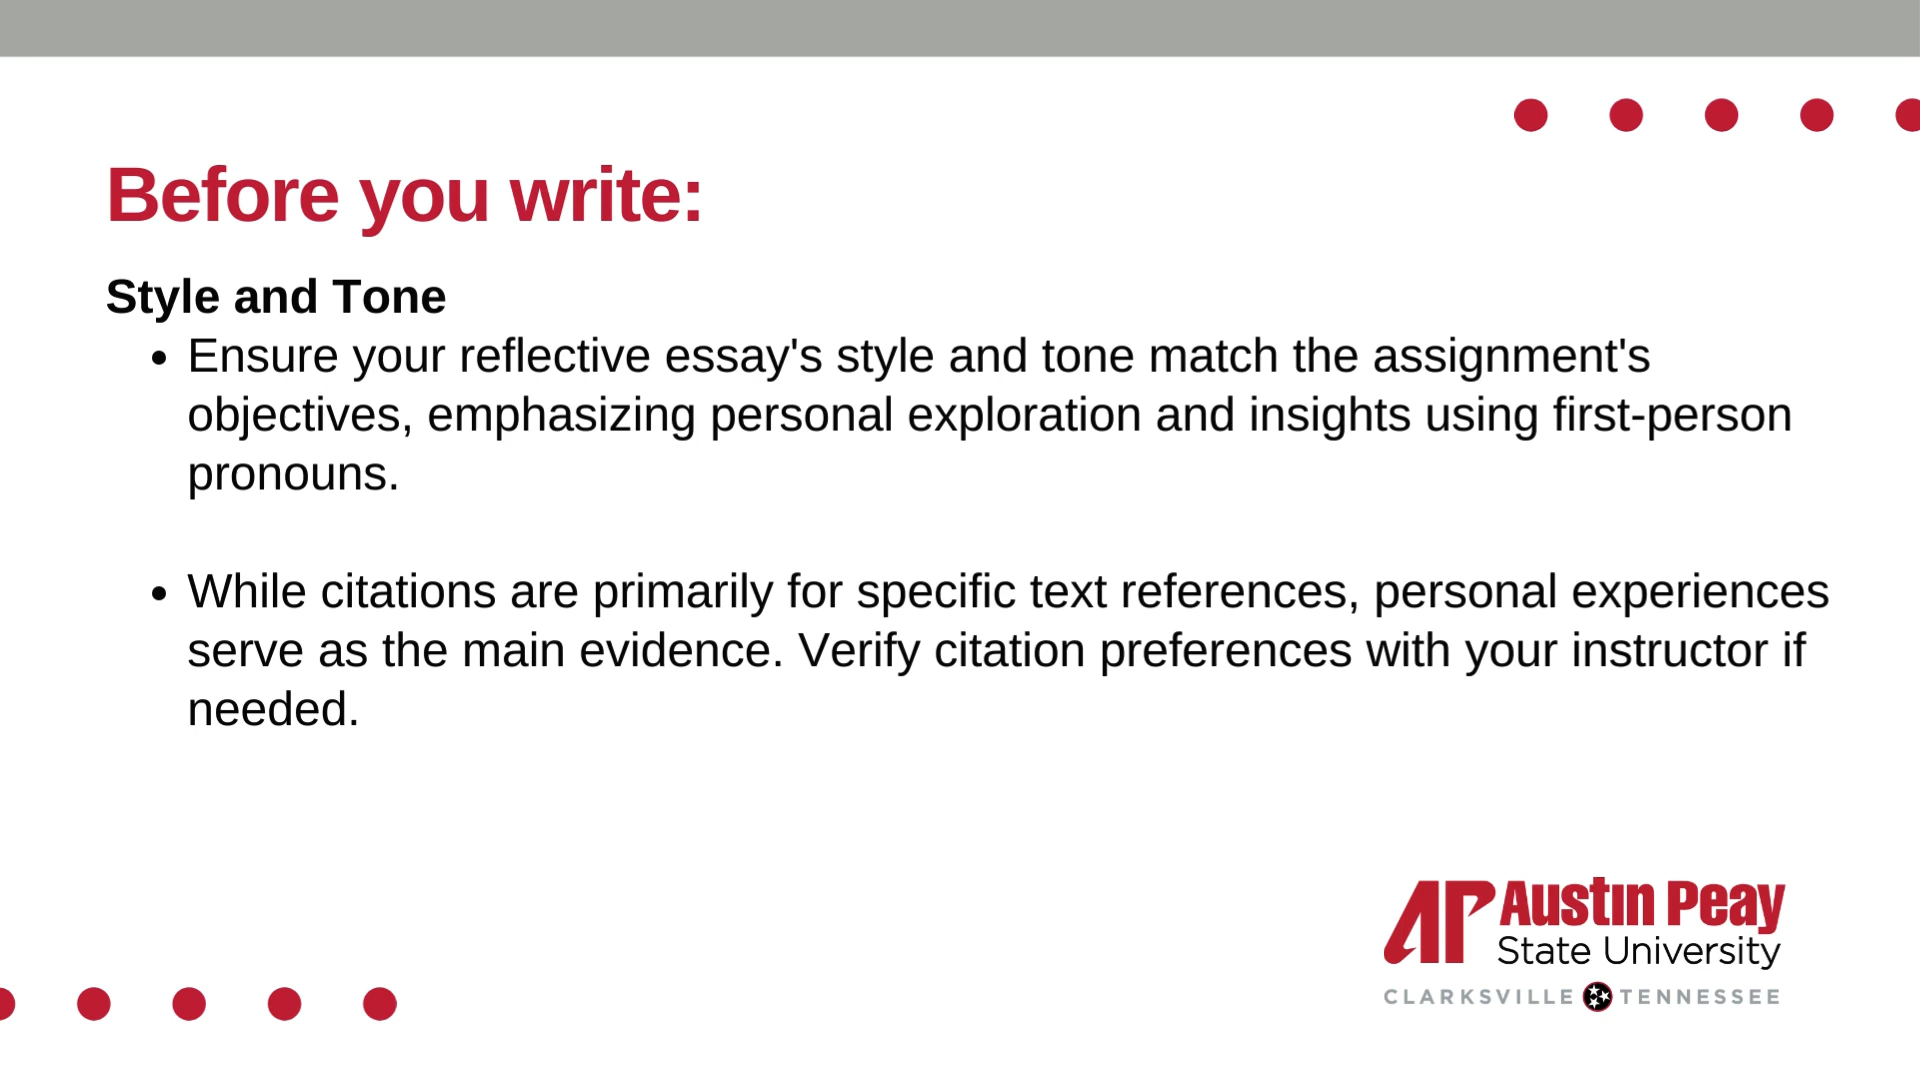 Before you write:
Style and Tone
• Ensure your reflective essay's style and tone match the assignment's
objectives, emphasizing personal exploration and insights using first-person
pronouns.
• While citations are primarily for specific text references, personal experiences
serve as the main evidence. Verify citation preferences with your instructor if
needed.
AP Austin Peay
State University
CLARKSVILLE TENNESSEE